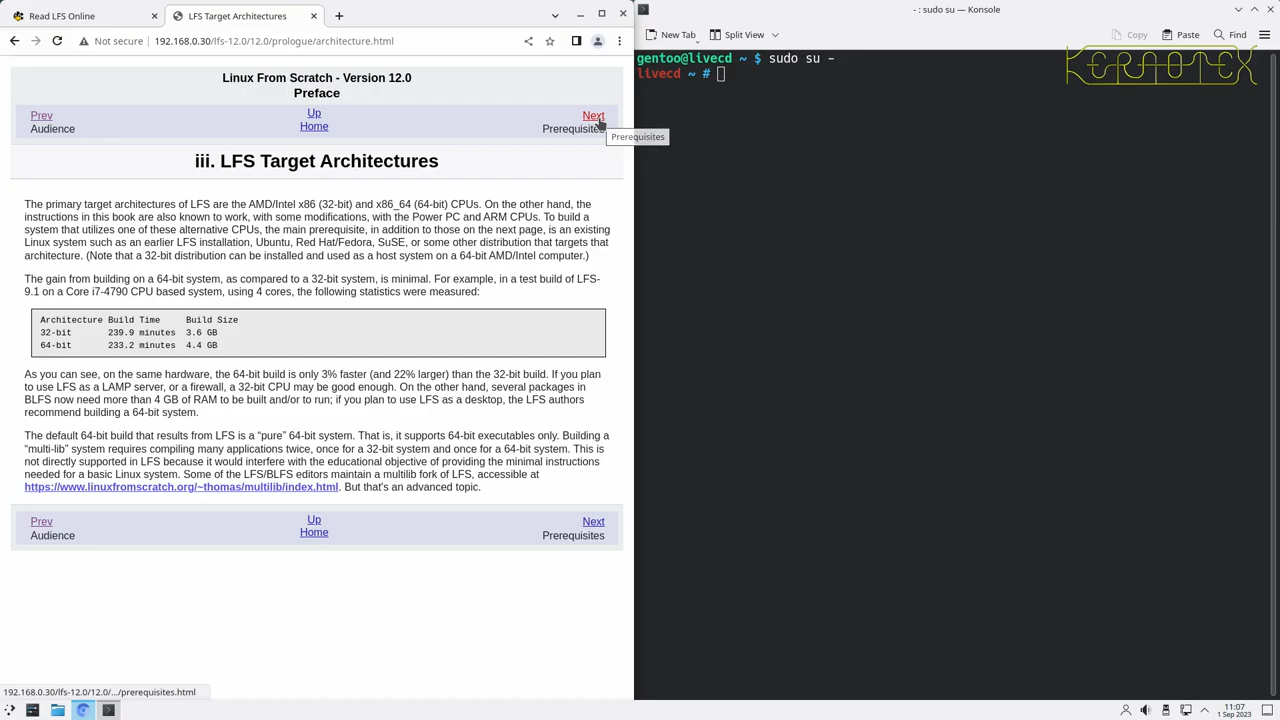 Read LFS Online
LFS Target Architectures
Not secure
192.168.0.30/lfs-12.0/12.0/prologue/architecture.html
Linux From Scratch - Version 12.0
Preface
Prev
Up
Next
Audience
Home
Prerequisites
Prerequisites
iii. LFS Target Architectures
The primary target architectures of LFS are the AMD/Intel x86 (32-bit) and x86_64 (64-bit) CPUs. On the other hand, the
instructions in this book are also known to work, with some modifications, with the Power PC and ARM CPUs. To build a
system that utilizes one of these alternative CPUs, the main prerequisite, in addition to those on the next page, is an existing
Linux system such as an earlier LFS installation, Ubuntu, Red Hat/Fedora, SuSE, or some other distribution that targets that
architecture. (Note that a 32-bit distribution can be installed and used as a host system on a 64-bit AMD/Intel computer.)
The gain from building on a 64-bit system, as compared to a 32-bit system, is minimal. For example, in a test build of LFS-
9.1 on a Core i7-4790 CPU based system, using 4 cores, the following statistics were measured:
Architecture Build Time Build Size
32-bit 239.9 minutes 3.6 GB
64-bit 233.2 minutes 4.4 GB
As you can see, on the same hardware, the 64-bit build is only 3% faster (and 22% larger) than the 32-bit build. If you plan
to use LFS as a LAMP server, or a firewall, a 32-bit CPU may be good enough. On the other hand, several packages in
BLFS now need more than 4 GB of RAM to be built and/or to run; if you plan to use LFS as a desktop, the LFS authors
recommend building a 64-bit system.
The default 64-bit build that results from LFS is a “pure” 64-bit system. That is, it supports 64-bit executables only. Building a
“multi-lib” system requires compiling many applications twice, once for a 32-bit system and once for a 64-bit system. This is
not directly supported in LFS because it would interfere with the educational objective of providing the minimal instructions
needed for a basic Linux system. Some of the LFS/BLFS editors maintain a multilib fork of LFS, accessible at
https://www.linuxfromscratch.org/~thomas/multilib/index.html. But that's an advanced topic.
Prev
Up
Next
Audience
Home
Prerequisites
192.168.0.30/lfs-12.0/12.0/.../prerequisites.html
- : sudo su — Konsole
New Tab
Split View
Copy
Paste
Find
gentoo@livecd ~ $ sudo su -
livecd ~ #
KERNOTEX
11:07
1 Sep 2023